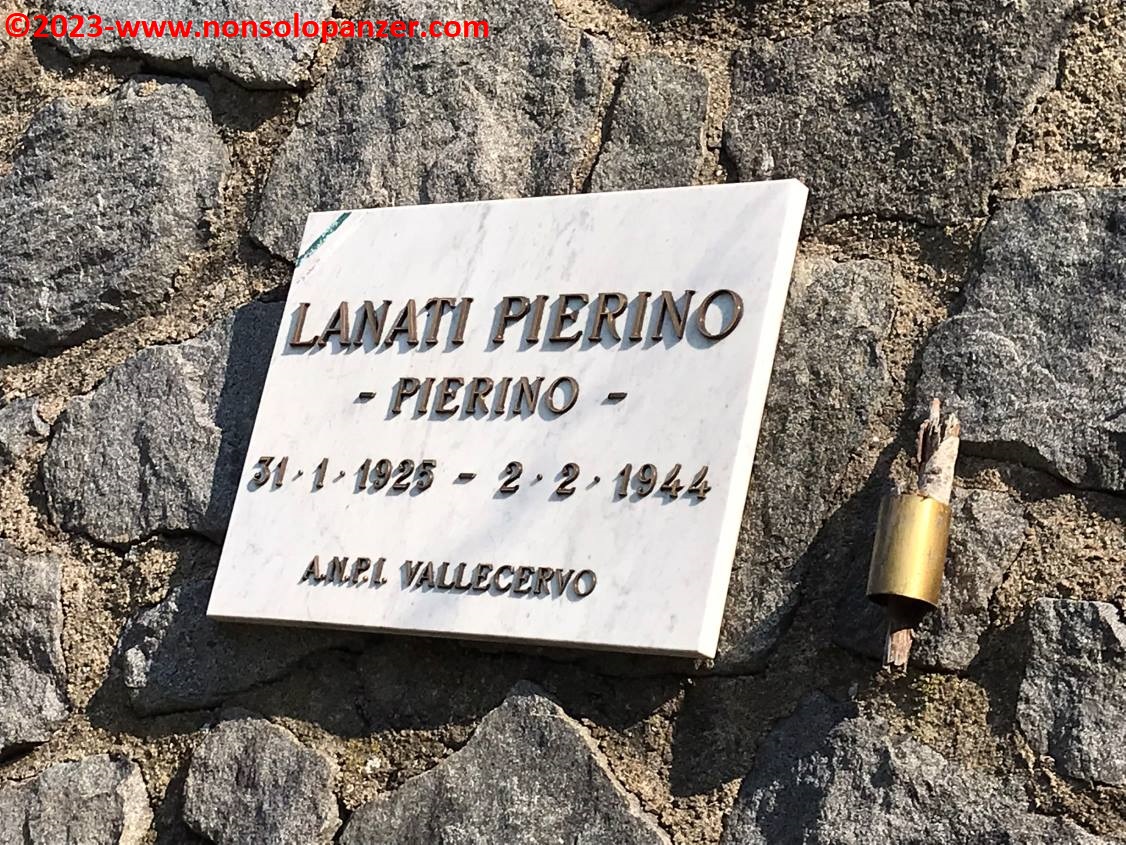 ©2023-www.nonsolopanzer.com
LANATI PIERINO
- PIERINO -
31·1·1925 - 2·2·1944
A.N.P.I. VALLECERVO